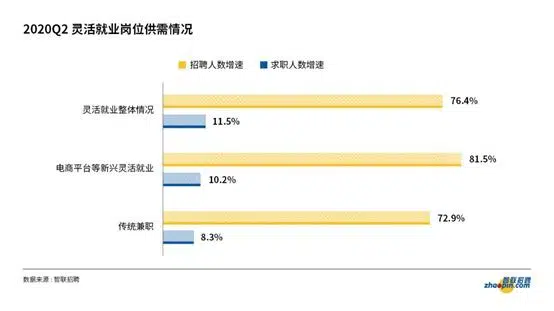 2020Q2 灵活就业岗位供需情况
招聘人数增速 求职人数增速
灵活就业整体情况
76.4%
11.5%
电商平台等新兴灵活就业
81.5%
10.2%
传统兼职
72.9%
8.3%
数据来源：智联招聘
智联招聘
zhaopin.com